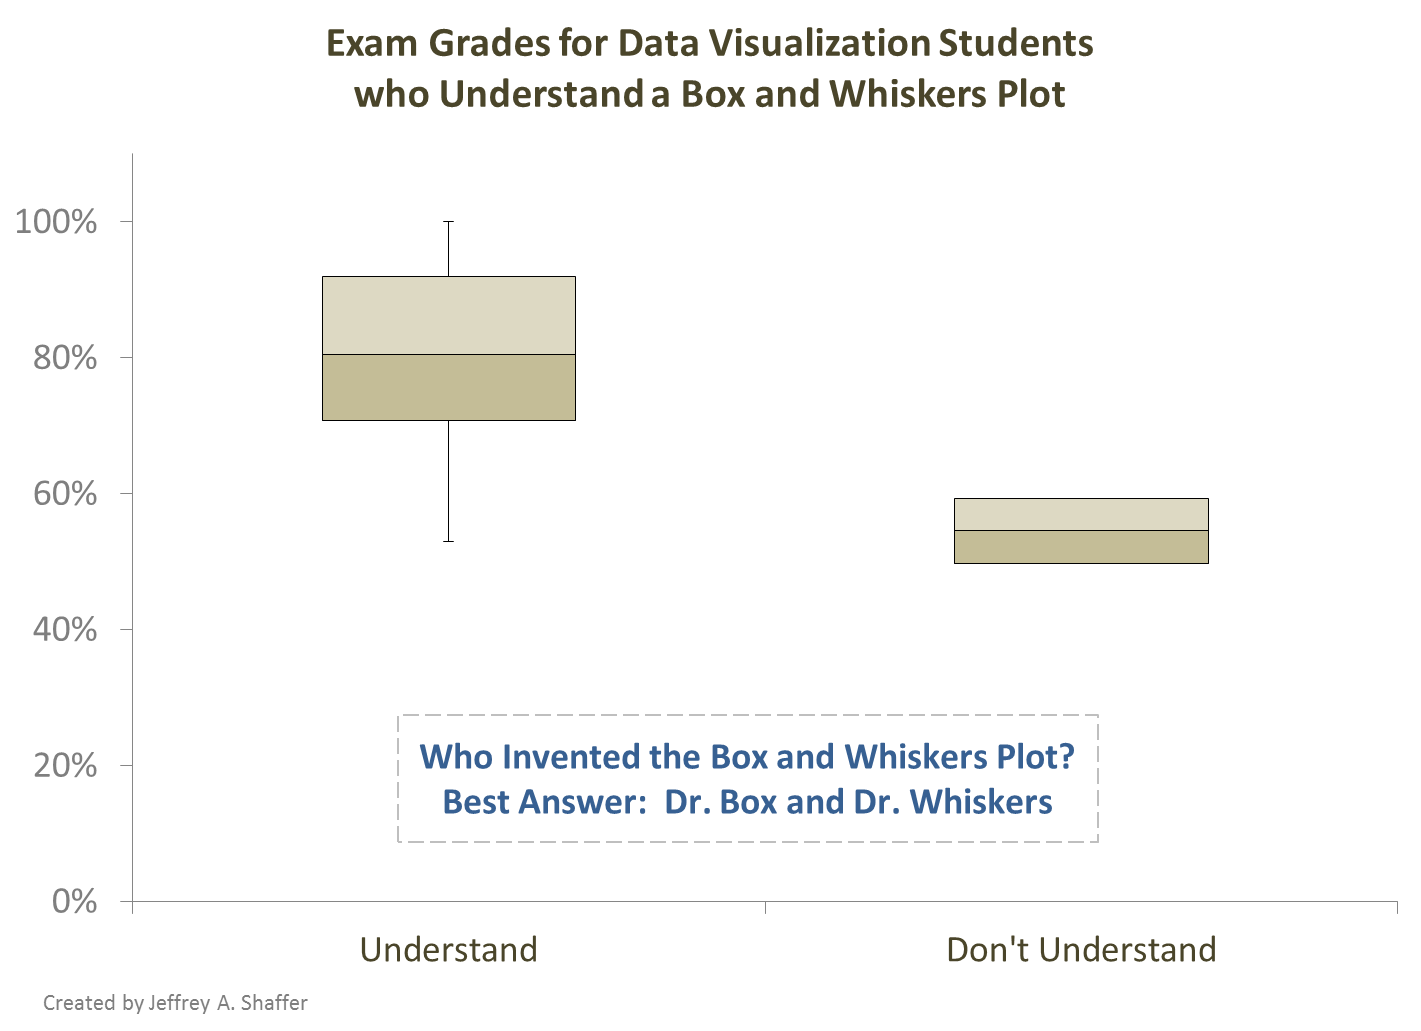 Exam Grades for Data Visualization Students
who Understand a Box and Whiskers Plot
100%
80%
60%
40%
20%
0%
Who Invented the Box and Whiskers Plot?
Best Answer:  Dr. Box and Dr. Whiskers
Understand
Don't Understand
Created by Jeffrey A. Shaffer